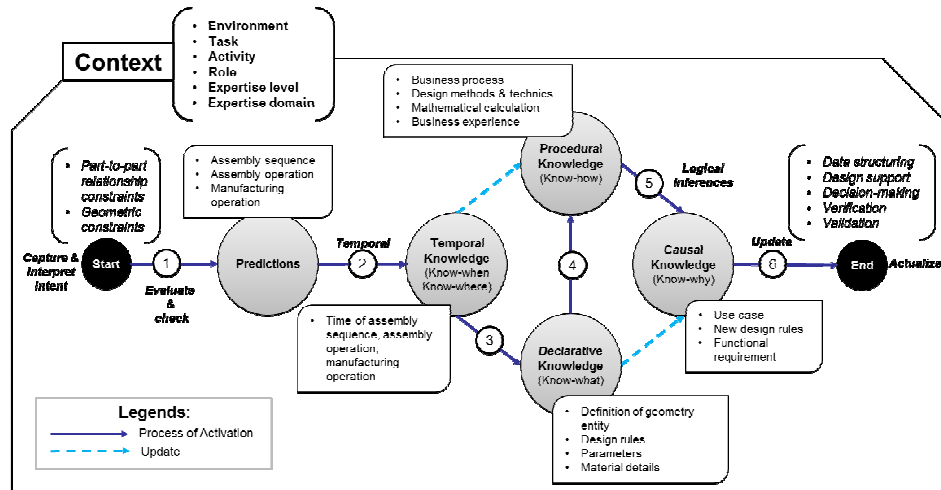 Context
• Environment
• Task
• Activity
• Role
• Expertise level
• Expertise domain
• Part-to-part
relationship
constraints
• Geometric
constraints
Capture &
Interpret
Intent
Start
1
Evaluate &
check
• Assembly sequence
• Assembly operation
• Manufacturing
operation
Predictions
Temporal
2
Temporal
Knowledge
(Know-when
Know-where)
• Time of assembly
sequence, assembly
operation,
manufacturing
operation
3
• Business process
• Design methods & technics
• Mathematical calculation
• Business experience
Procedural
Knowledge
(Know-how)
4
Declarative
Knowledge
(Know-what)
• Definition of geometry
entity
• Design rules
• Parameters
• Material details
5
Logical
Inferences
Causal
Knowledge
(Know-why)
• Use case
• New design rules
• Functional
requirement
Update
6
• Data structuring
• Design support
• Decision-making
• Verification
• Validation
End
Actualize
Legends:
Process of Activation
Update